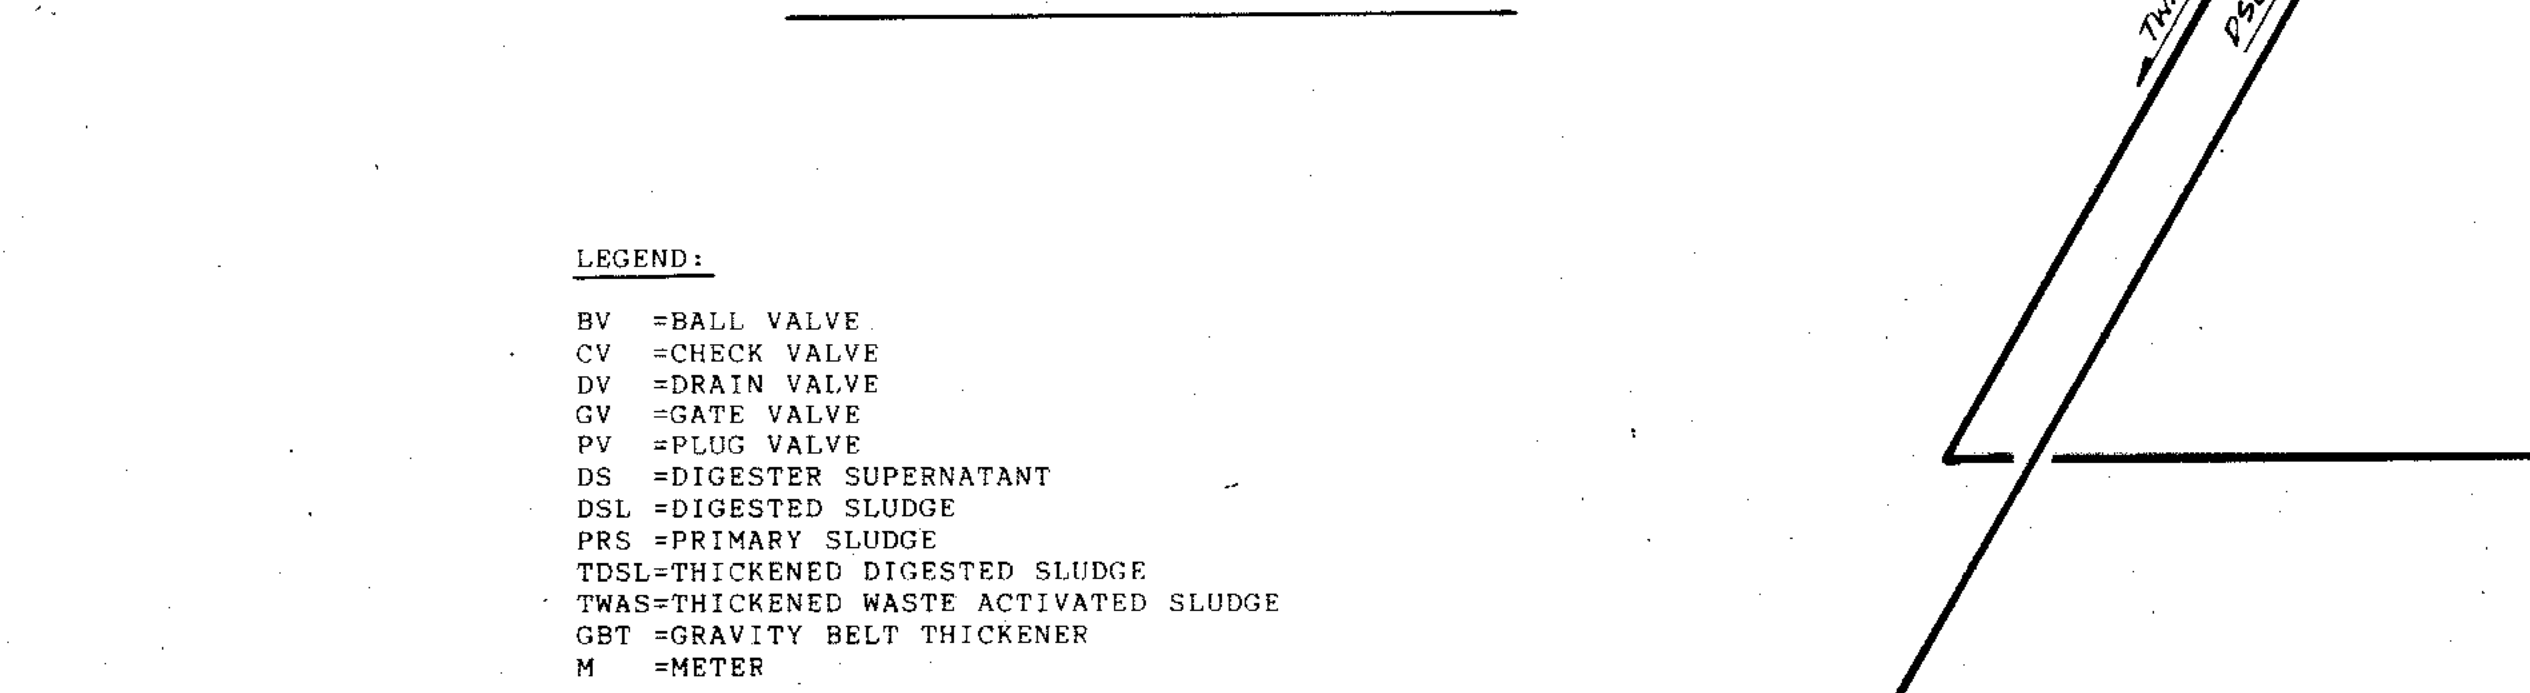 LEGEND:
BV =BALL VALVE
CV =CHECK VALVE
DV =DRAIN VALVE
GV =GATE VALVE
PV =PLUG VALVE
DS =DIGESTER SUPERNATANT
DSL =DIGESTED SLUDGE
PRS =PRIMARY SLUDGE
TDSL=THICKENED DIGESTED SLUDGE
TWAS=THICKENED WASTE ACTIVATED SLUDGE
GBT =GRAVITY BELT THICKENER
M =METER